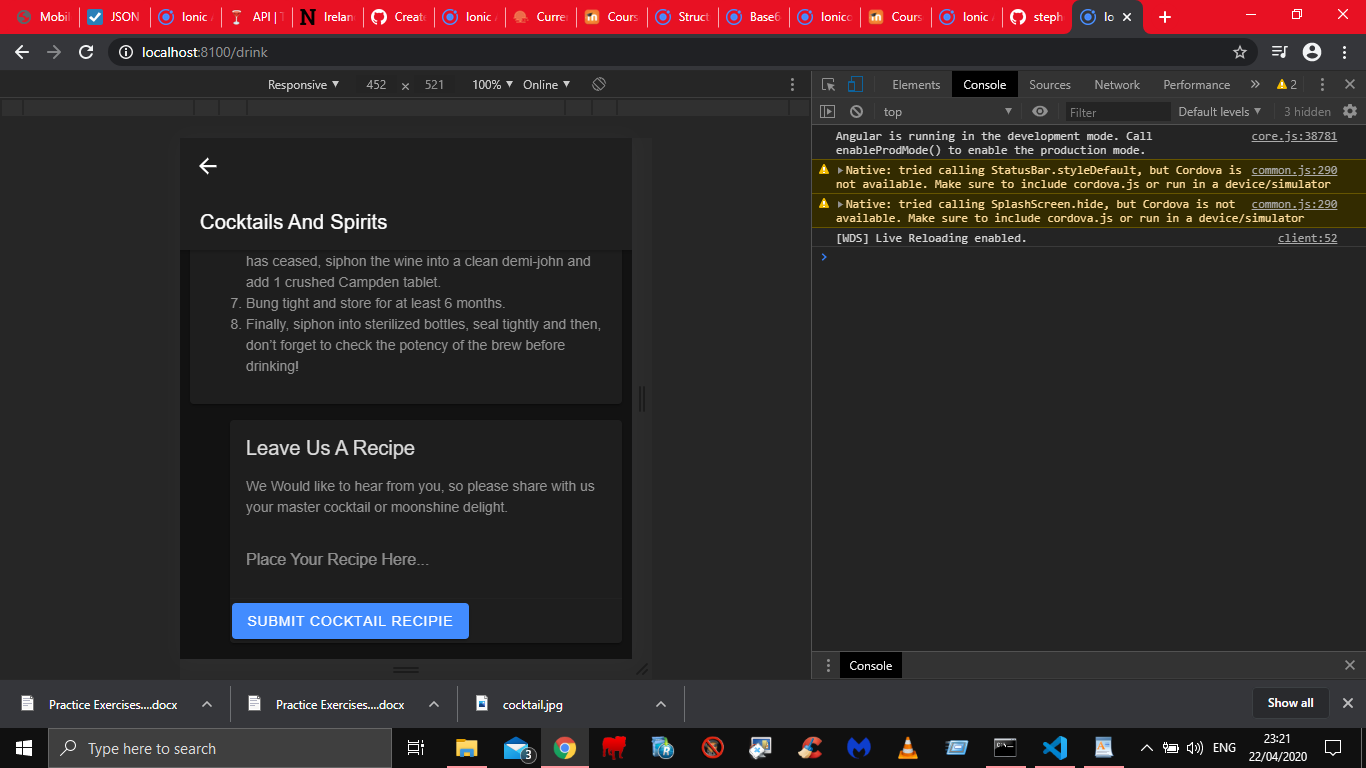 Mobil
JSON
Ionic A
API | T
Ireland
Create
Ionic A
Curre
Cours
Struct
Base6
Ionico
Cours
Ionic A
steph
Io
localhost:8100/drink
Responsive 452 × 521 100% Online
Elements Console Sources Network Performance » 2
top Filter Default levels 3 hidden
Angular is running in the development mode. Call core.js:38781
enableProdMode() to enable the production mode.
Native: tried calling StatusBar.styleDefault, but Cordova is common.js:290
not available. Make sure to include cordova.js or run in a device/simulator
Native: tried calling SplashScreen.hide, but Cordova is not common.js:290
available. Make sure to include cordova.js or run in a device/simulator
[WDS] Live Reloading enabled. client:52
Cocktails And Spirits
has ceased, siphon the wine into a clean demi-john and
add 1 crushed Campden tablet.
7. Bung tight and store for at least 6 months.
8. Finally, siphon into sterilized bottles, seal tightly and then,
don't forget to check the potency of the brew before
drinking!
Leave Us A Recipe
We Would like to hear from you, so please share with us
your master cocktail or moonshine delight.
Place Your Recipe Here...
SUBMIT COCKTAIL RECIPIE
Console
Practice Exercises....docx
Practice Exercises....docx
cocktail.jpg
Show all
Type here to search
3
ENG
23:21
22/04/2020